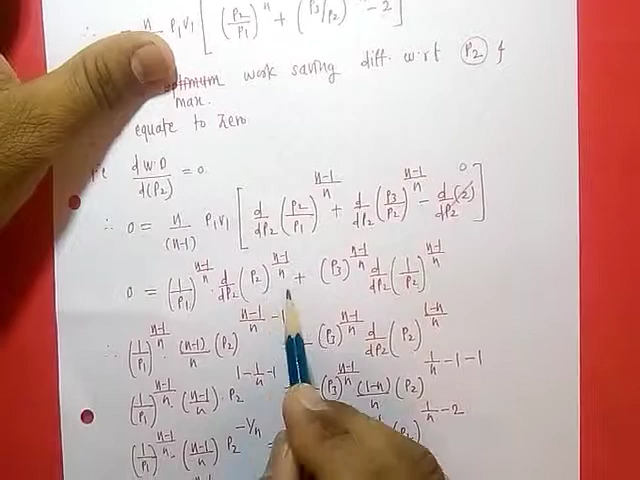 ∴ = n P₁V₁ [ (P₂/P₁)^n + (P₃/P₂)^n - 2 ]
work saving diff. w.r.t P₂ f
max.
equate to zero
i.e dW.D/d(P₂) = 0
∴ 0 = n/(n-1) P₁V₁ [ d/dP₂ (P₂/P₁)^(n-1/n) + d/dP₂ (P₃/P₂)^(n-1/n) - d/dP₂ (2) ] 0
0 = (1/P₁)^(n-1/n) · d/dP₂ (P₂)^(n-1/n) + (P₃)^(n-1/n) d/dP₂ (1/P₂)^(n-1/n)
∴ (1/P₁)^(n-1/n) · (n-1)/n (P₂)^(n-1/n - 1) (P₃)^(n-1/n) d/dP₂ (P₂)^(1-n/n)
(1/P₁)^(n-1/n) · (n-1/n) · P₂^(1-1/n-1) (P₃)^(n-1/n) (1-n)/n (P₂)^(1/n-1-1)
(1/P₁)^(n-1/n) · (n-1/n) P₂^(-1/n) = (P₂)^(1/n-2)